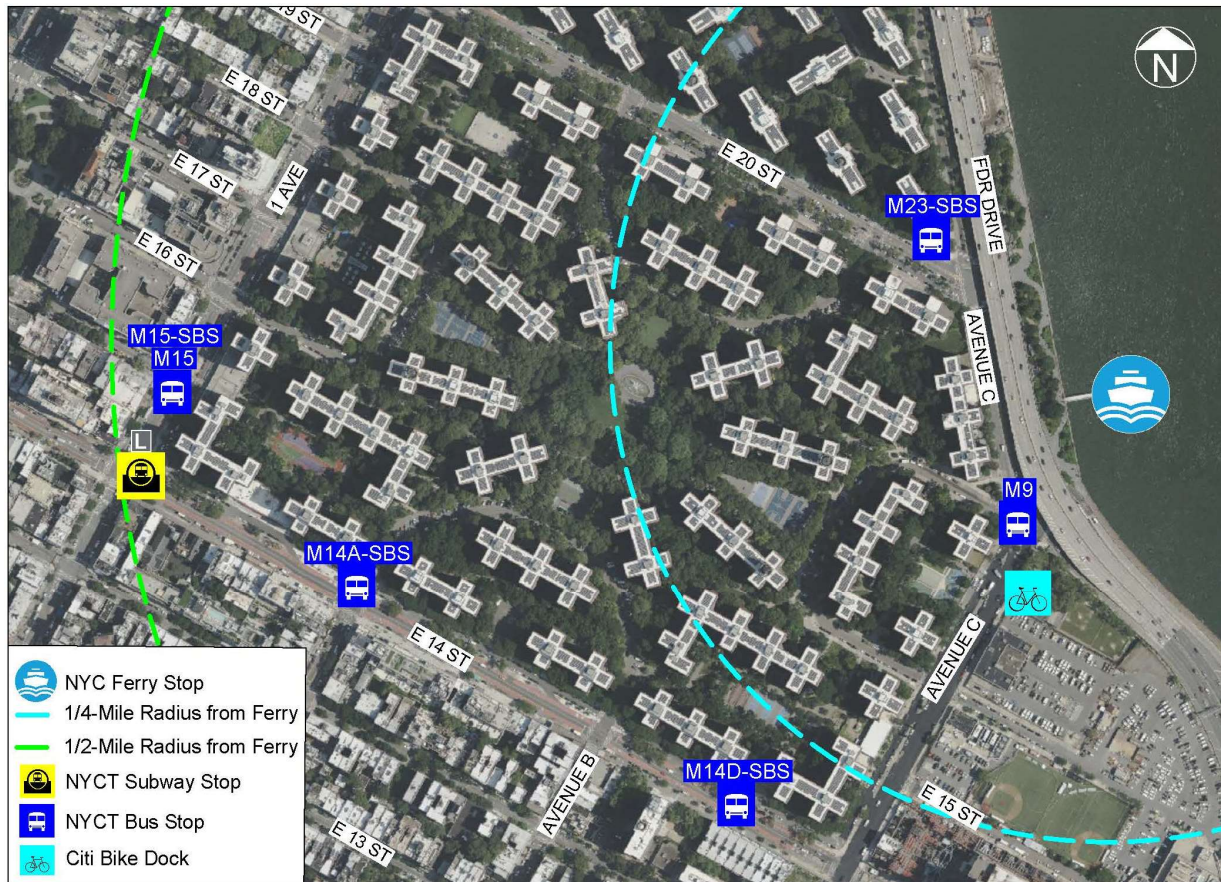 19 ST
E 18 ST
E 17 ST
1 AVE
E 16 ST
E 20 ST
FDR DRIVE
N
M23-SBS
AVENUE C
M15-SBS
M15
L
M9
M14A-SBS
E 14 ST
AVENUE C
AVENUE B
M14D-SBS
E 15 ST
E 13 ST
NYC Ferry Stop
1/4-Mile Radius from Ferry
1/2-Mile Radius from Ferry
NYCT Subway Stop
NYCT Bus Stop
Citi Bike Dock